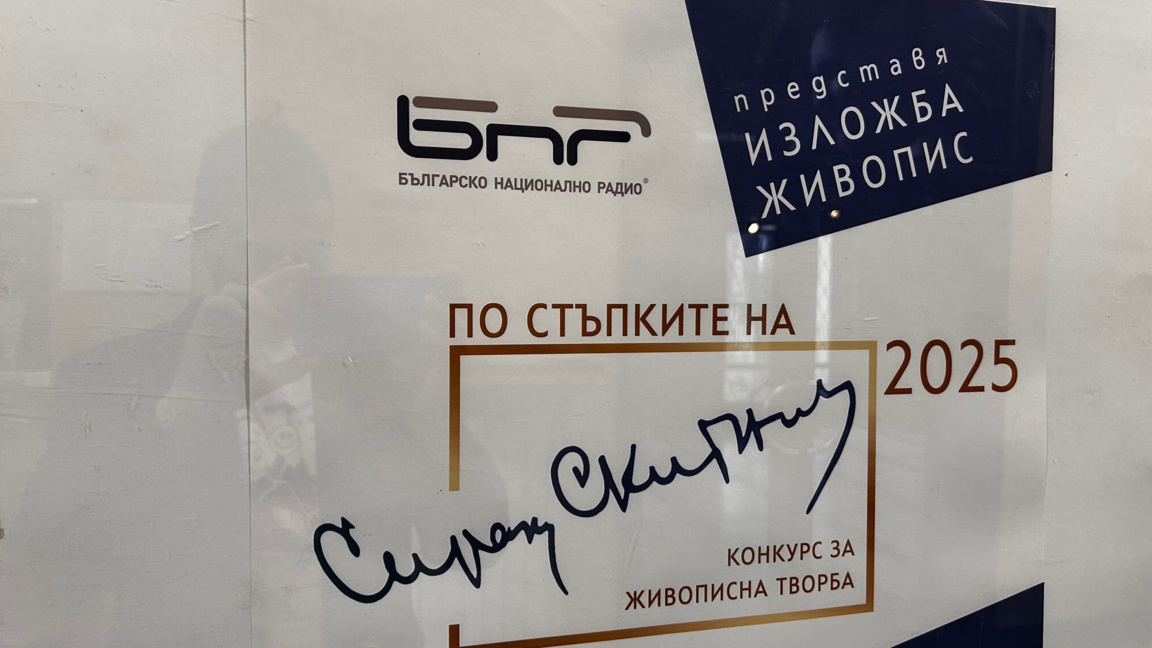 БНР
БЪЛГАРСКО НАЦИОНАЛНО РАДИО®
представя
ИЗЛОЖБА
ЖИВОПИС
ПО СТЪПКИТЕ НА
2025
Сирак Скитник
КОНКУРС ЗА
ЖИВОПИСНА ТВОРБА